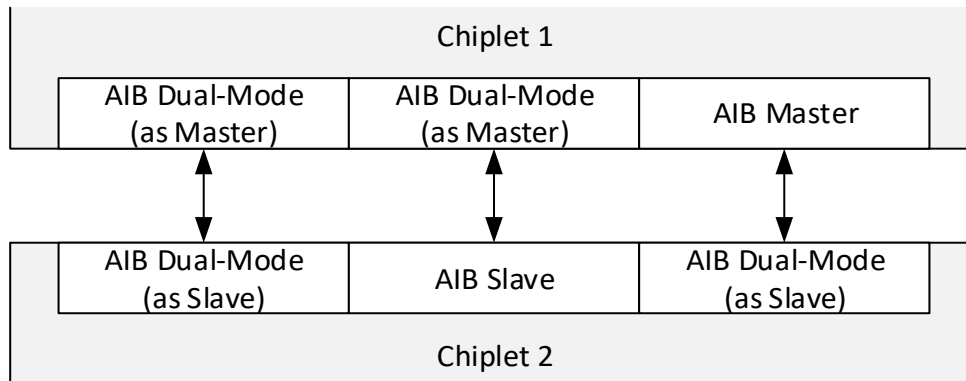 Chiplet 1
AIB Dual-Mode
(as Master)
AIB Dual-Mode
(as Master)
AIB Master
AIB Dual-Mode
(as Slave)
AIB Slave
AIB Dual-Mode
(as Slave)
Chiplet 2